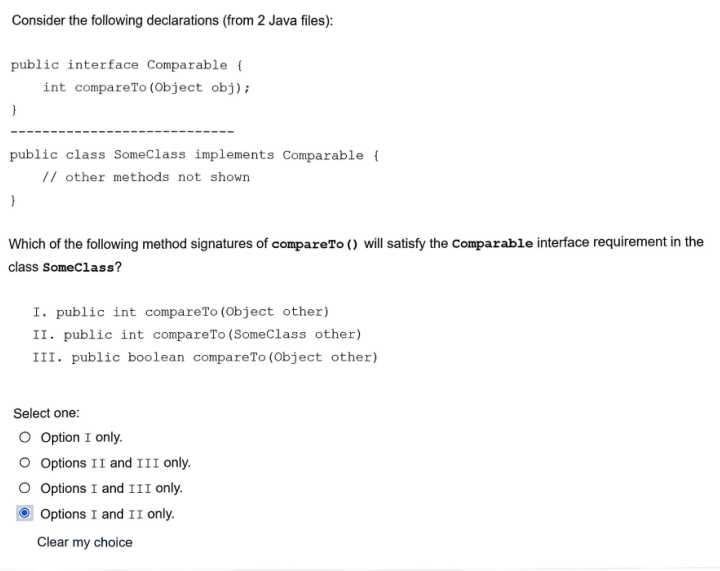 Consider the following declarations (from 2 Java files):
public interface Comparable {
int compareTo(Object obj);
}
-----------------------------
public class SomeClass implements Comparable {
// other methods not shown
}
Which of the following method signatures of compareTo() will satisfy the Comparable interface requirement in the
class SomeClass?
I. public int compareTo(Object other)
II. public int compareTo(SomeClass other)
III. public boolean compareTo(Object other)
Select one:
Option I only.
Options II and III only.
Options I and III only.
Options I and II only.
Clear my choice